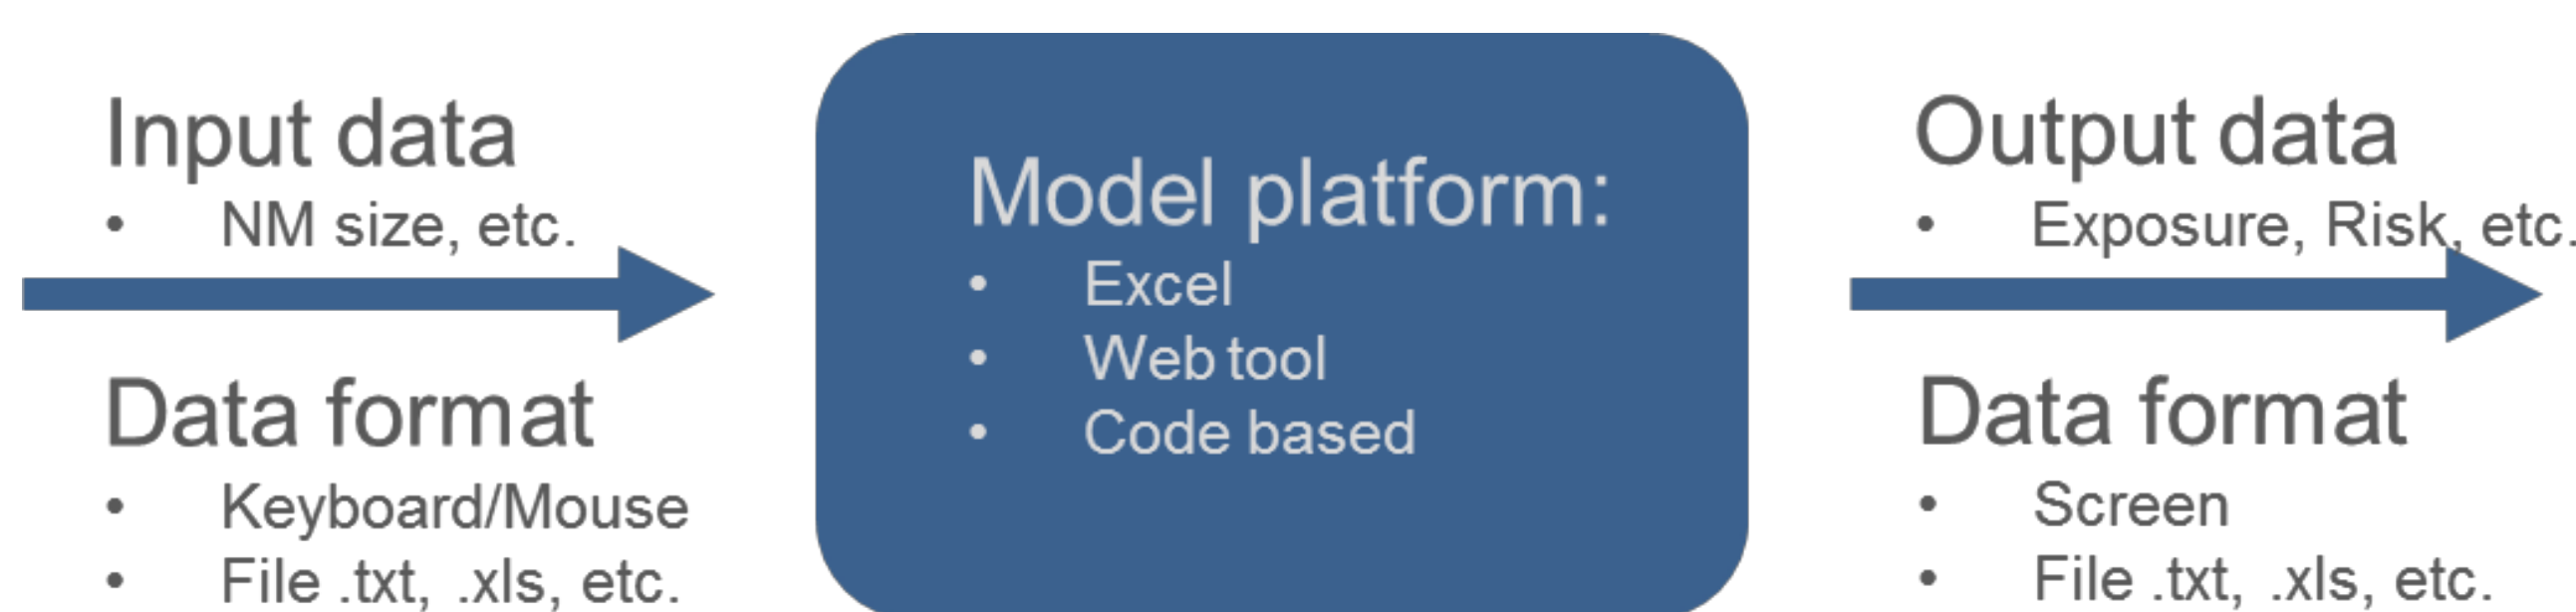 Input data
• NM size, etc.
Data format
• Keyboard/Mouse
• File .txt, .xls, etc.
Model platform:
• Excel
• Web tool
• Code based
Output data
• Exposure, Risk, etc.
Data format
• Screen
• File .txt, .xls, etc.